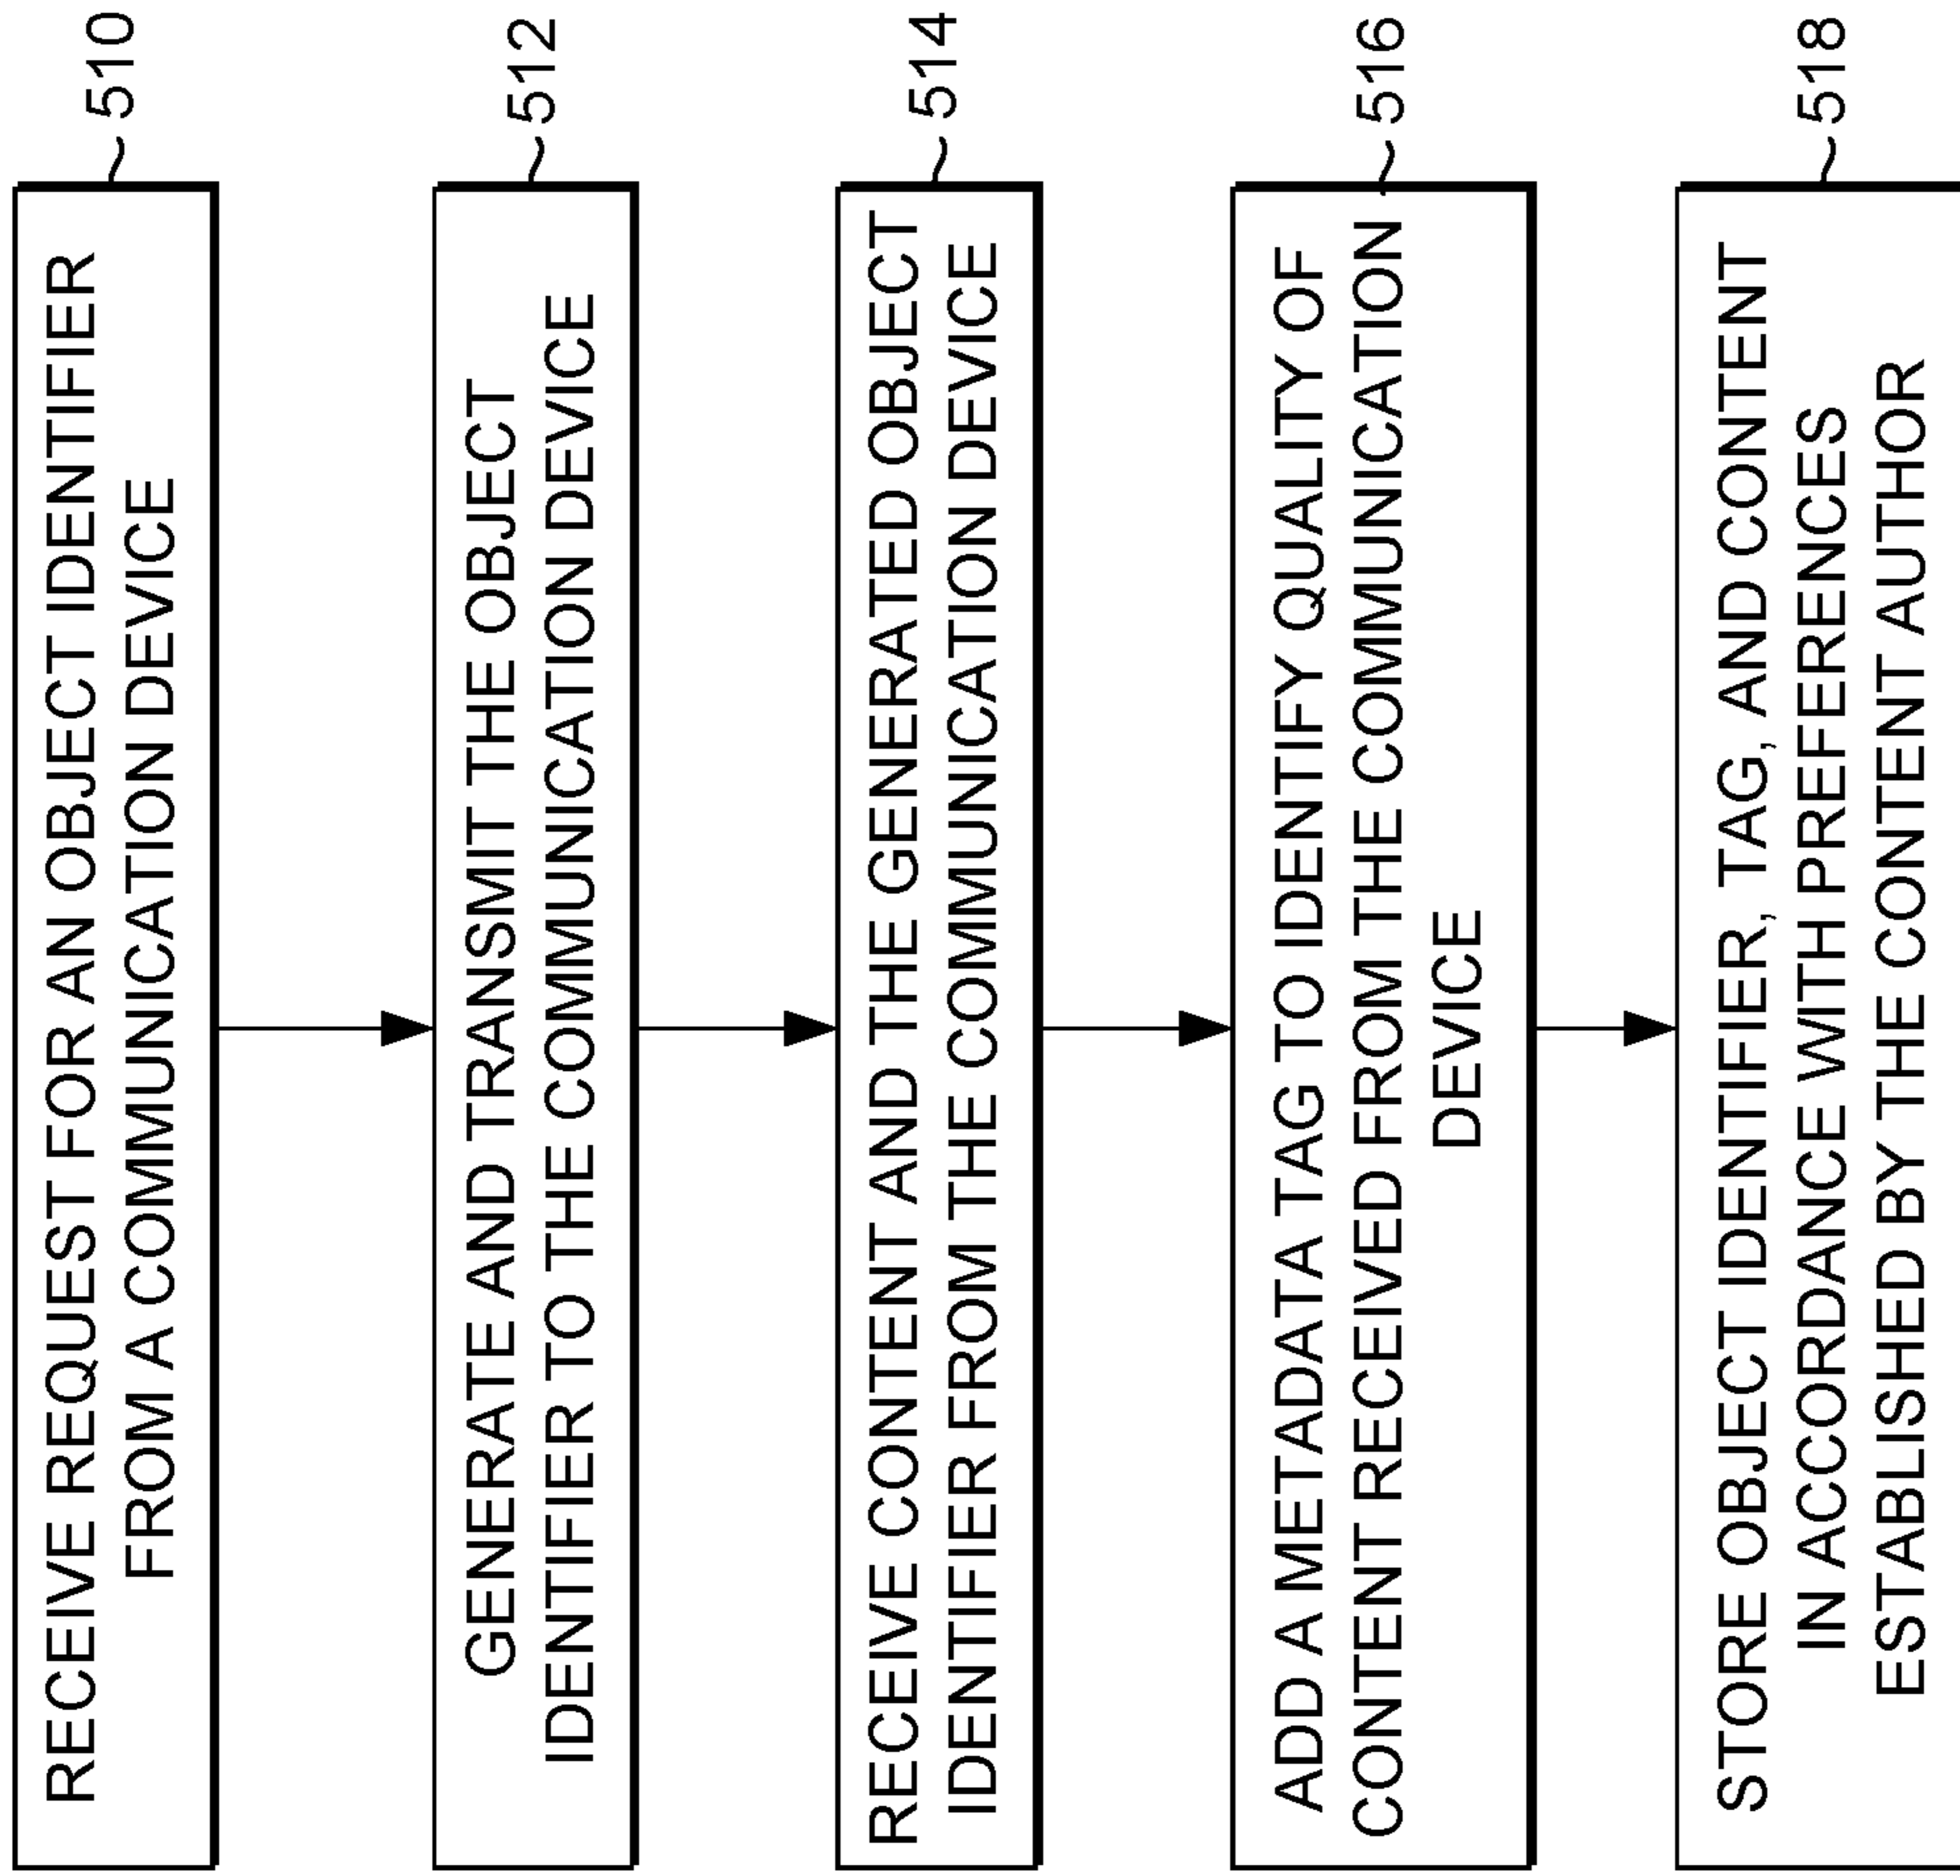 RECEIVE REQUEST FOR AN OBJECT IDENTIFIER
FROM A COMMUNICATION DEVICE
510
GENERATE AND TRANSMIT THE OBJECT
IDENTIFIER TO THE COMMUNICATION DEVICE
512
RECEIVE CONTENT AND THE GENERATED OBJECT
IDENTIFIER FROM THE COMMUNICATION DEVICE
514
ADD A METADATA TAG TO IDENTIFY QUALITY OF
CONTENT RECEIVED FROM THE COMMUNICATION
DEVICE
516
STORE OBJECT IDENTIFIER, TAG, AND CONTENT
IN ACCORDANCE WITH PREFERENCES
ESTABLISHED BY THE CONTENT AUTHOR
518